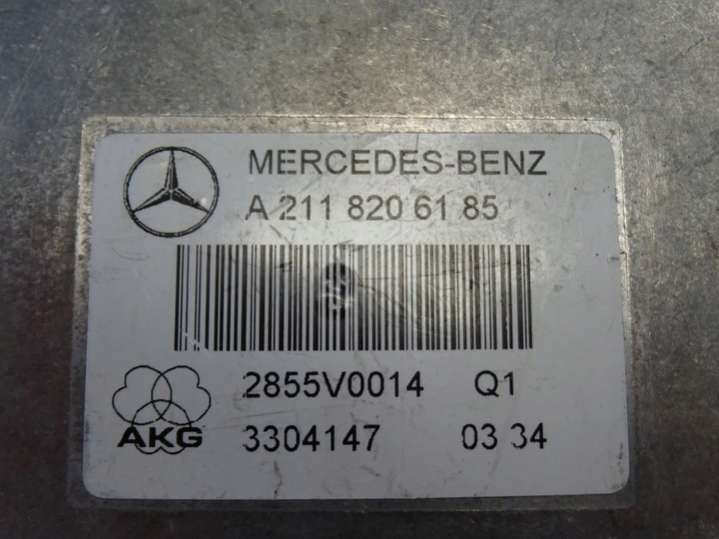 MERCEDES-BENZ
A 211 820 61 85
2855V0014 Q1
AKG 3304147 03 34